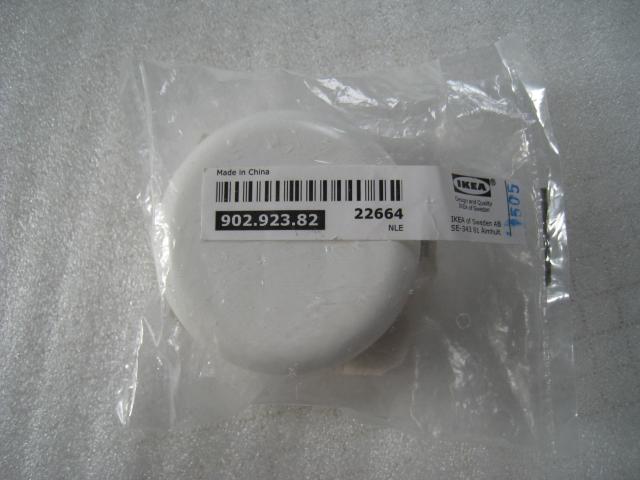 Made in China
902.923.82
22664
NLE
IKEA
Design and Quality
IKEA of Sweden
IKEA of Sweden AB
SE-343 81 Älmhult
1505